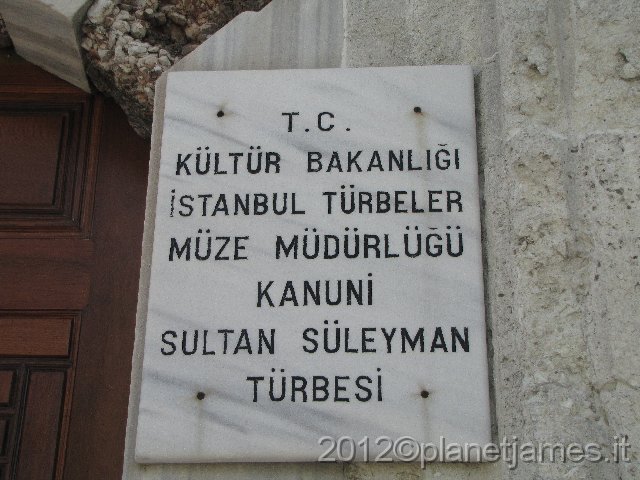 T.C.
KÜLTÜR BAKANLIĞI
İSTANBUL TÜRBELER
MÜZE MÜDÜRLÜĞÜ
KANUNİ
SULTAN SÜLEYMAN
TÜRBESİ
2012©planetjames.it